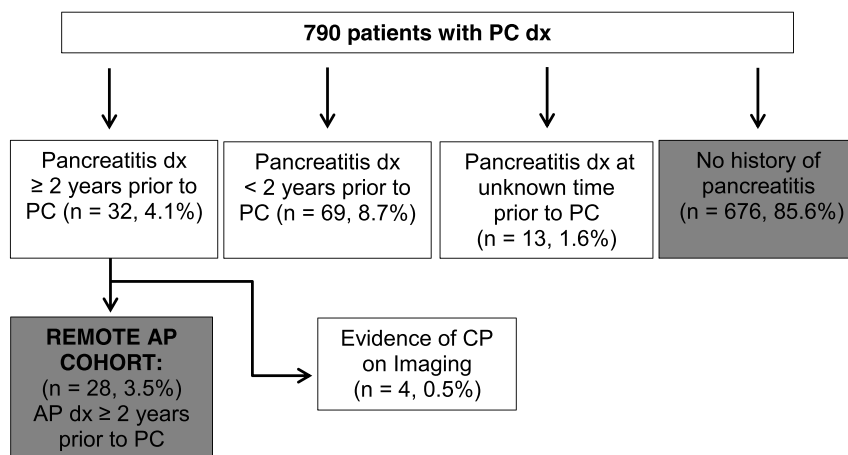 790 patients with PC dx
Pancreatitis dx
≥ 2 years prior to
PC (n = 32, 4.1%)
Pancreatitis dx
< 2 years prior to
PC (n = 69, 8.7%)
Pancreatitis dx at
unknown time
prior to PC
(n = 13, 1.6%)
No history of
pancreatitis
(n = 676, 85.6%)
REMOTE AP
COHORT:
(n = 28, 3.5%)
AP dx ≥ 2 years
prior to PC
Evidence of CP
on Imaging
(n = 4, 0.5%)